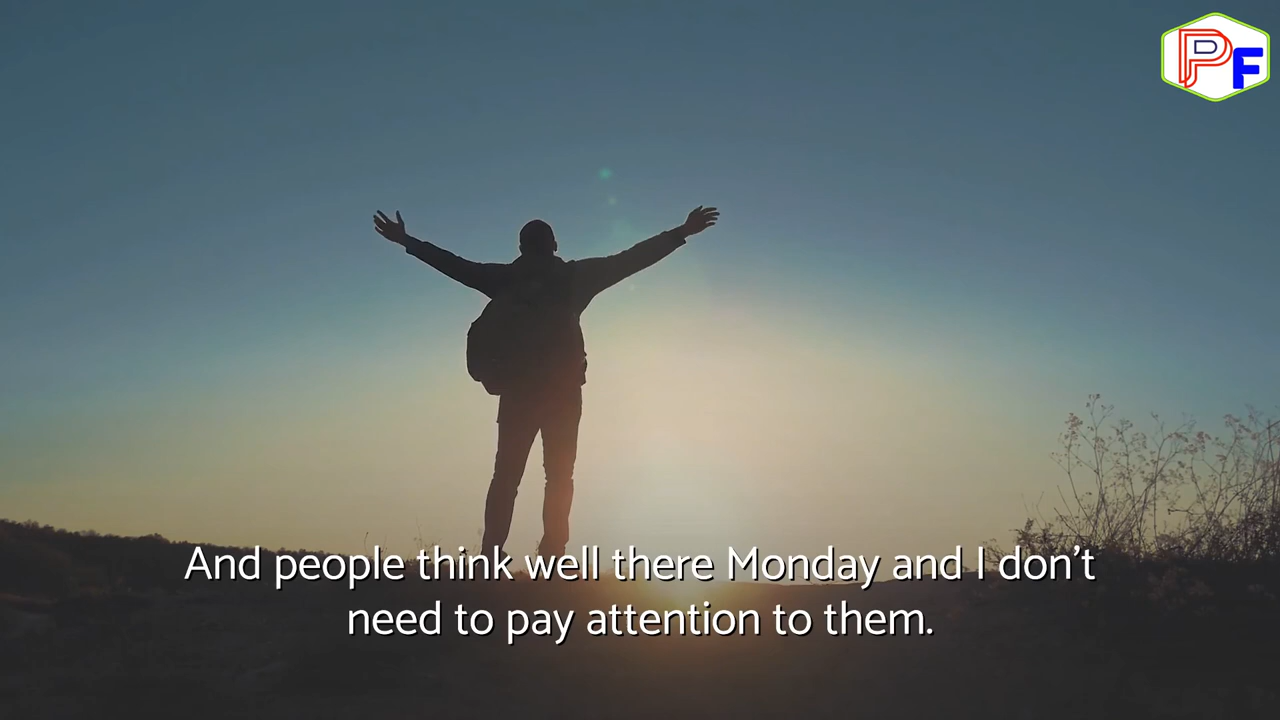 PF
And people think well there Monday and I don't
need to pay attention to them.